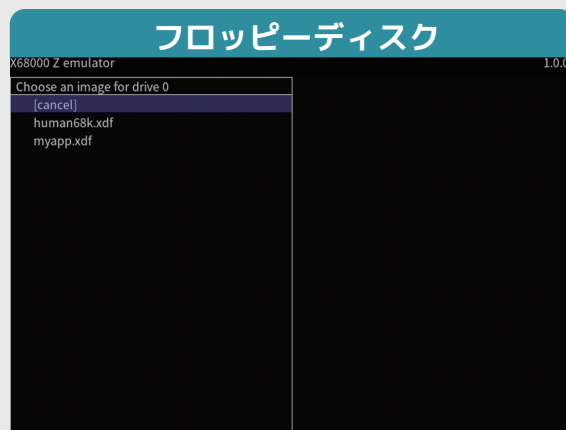 フロッピーディスク
X68000 Z emulator 1.0.0
Choose an image for drive 0
[cancel]
human68k.xdf
myapp.xdf